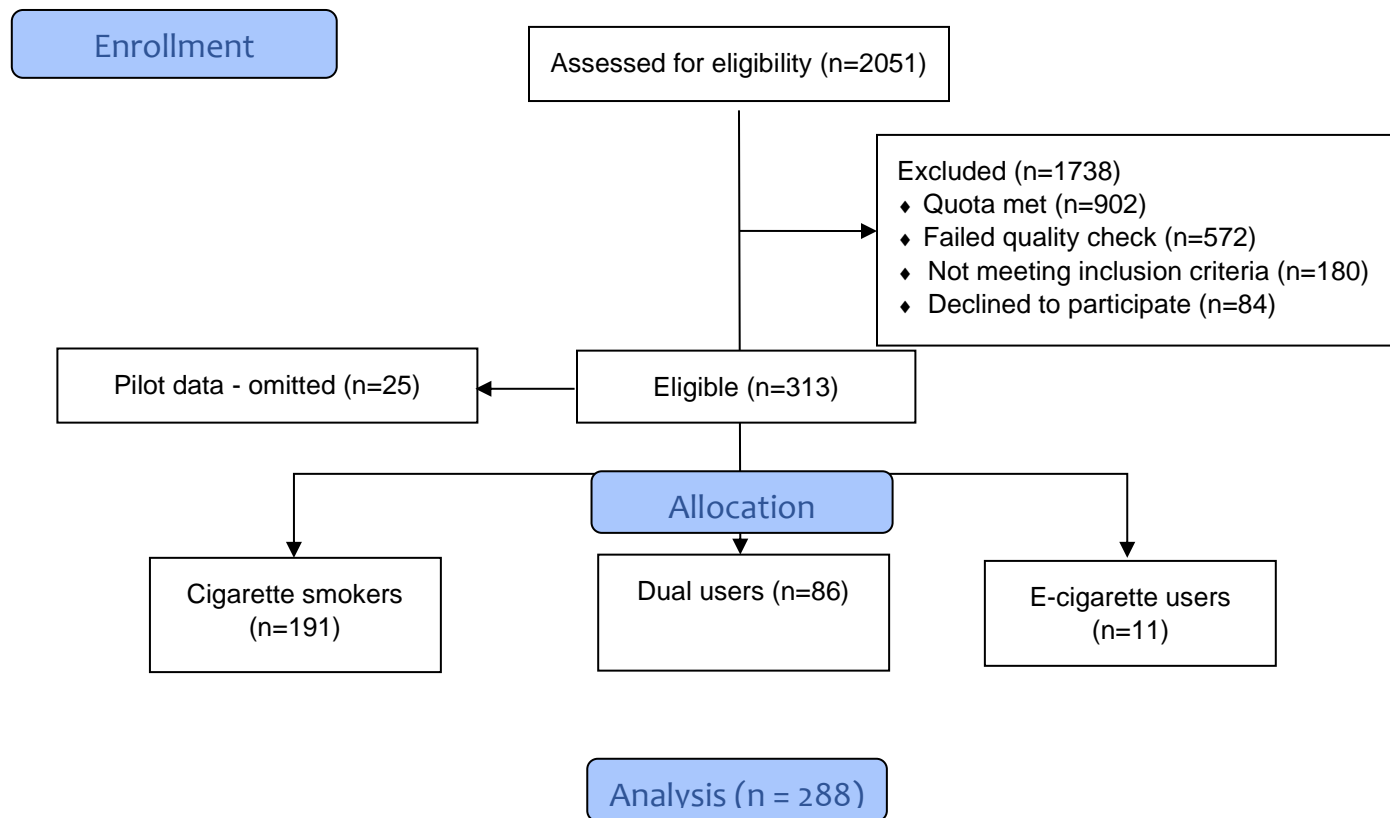 Enrollment
Assessed for eligibility (n=2051)
Excluded (n=1738)
♦ Quota met (n=902)
♦ Failed quality check (n=572)
♦ Not meeting inclusion criteria (n=180)
♦ Declined to participate (n=84)
Pilot data - omitted (n=25)
Eligible (n=313)
Allocation
Cigarette smokers
(n=191)
Dual users (n=86)
E-cigarette users
(n=11)
Analysis (n = 288)